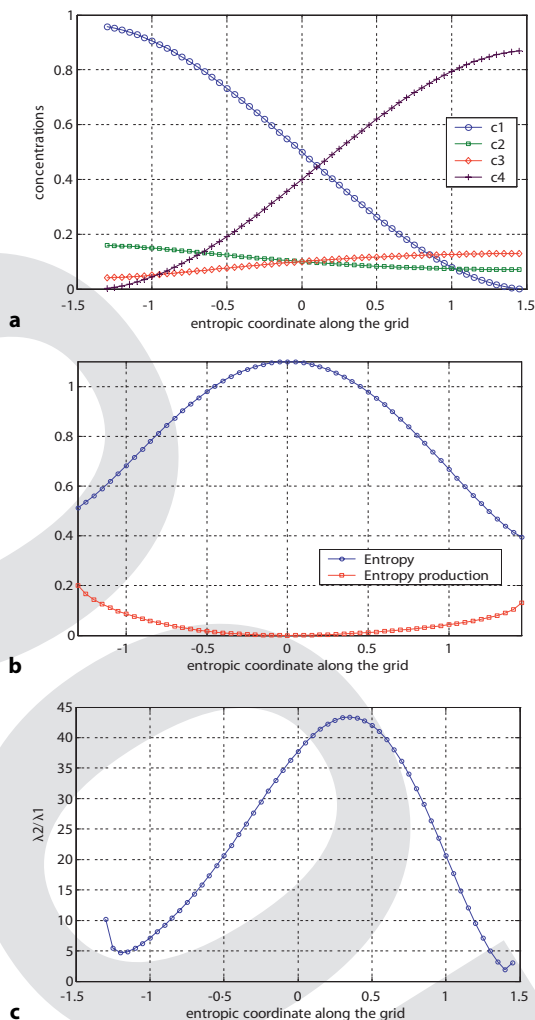 1
0.8
0.6
0.4
0.2
0
concentrations
c1
c2
c3
c4
-1.5 -1 -0.5 0 0.5 1 1.5
entropic coordinate along the grid
a
1
0.8
0.6
0.4
0.2
0
Entropy
Entropy production
-1 -0.5 0 0.5 1
entropic coordinate along the grid
b
45
40
35
30
25
20
15
10
5
0
λ2/λ1
-1.5 -1 -0.5 0 0.5 1 1.5
entropic coordinate along the grid
c